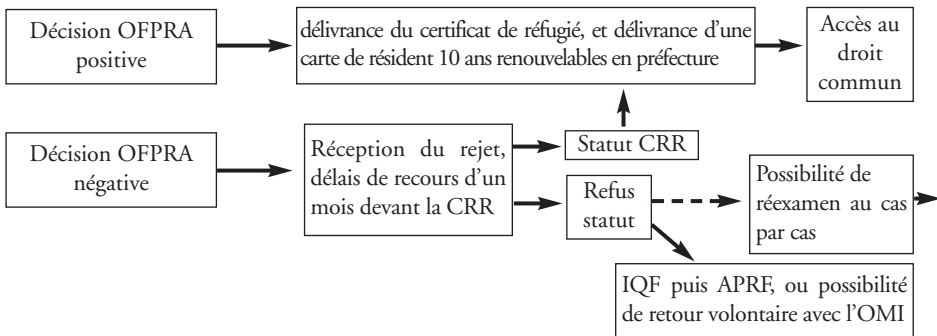 Décision OFPRA
positive
délivrance du certificat de réfugié, et délivrance d'une
carte de résident 10 ans renouvelables en préfecture
Accès au
droit
commun
Décision OFPRA
négative
Réception du rejet,
délais de recours d'un
mois devant la CRR
Statut CRR
Refus
statut
Possibilité de
réexamen au cas
par cas
IQF puis APRF, ou possibilité
de retour volontaire avec l'OMI